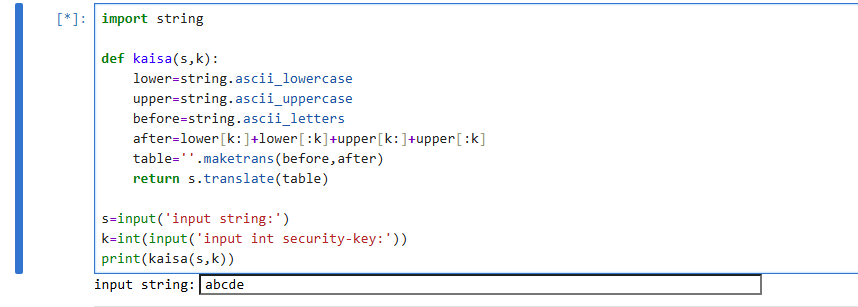 [*]: import string
def kaisa(s,k):
    lower=string.ascii_lowercase
    upper=string.ascii_uppercase
    before=string.ascii_letters
    after=lower[k:]+lower[:k]+upper[k:]+upper[:k]
    table=''.maketrans(before,after)
    return s.translate(table)
s=input('input string:')
k=int(input('input int security-key:'))
print(kaisa(s,k))
input string: abcde